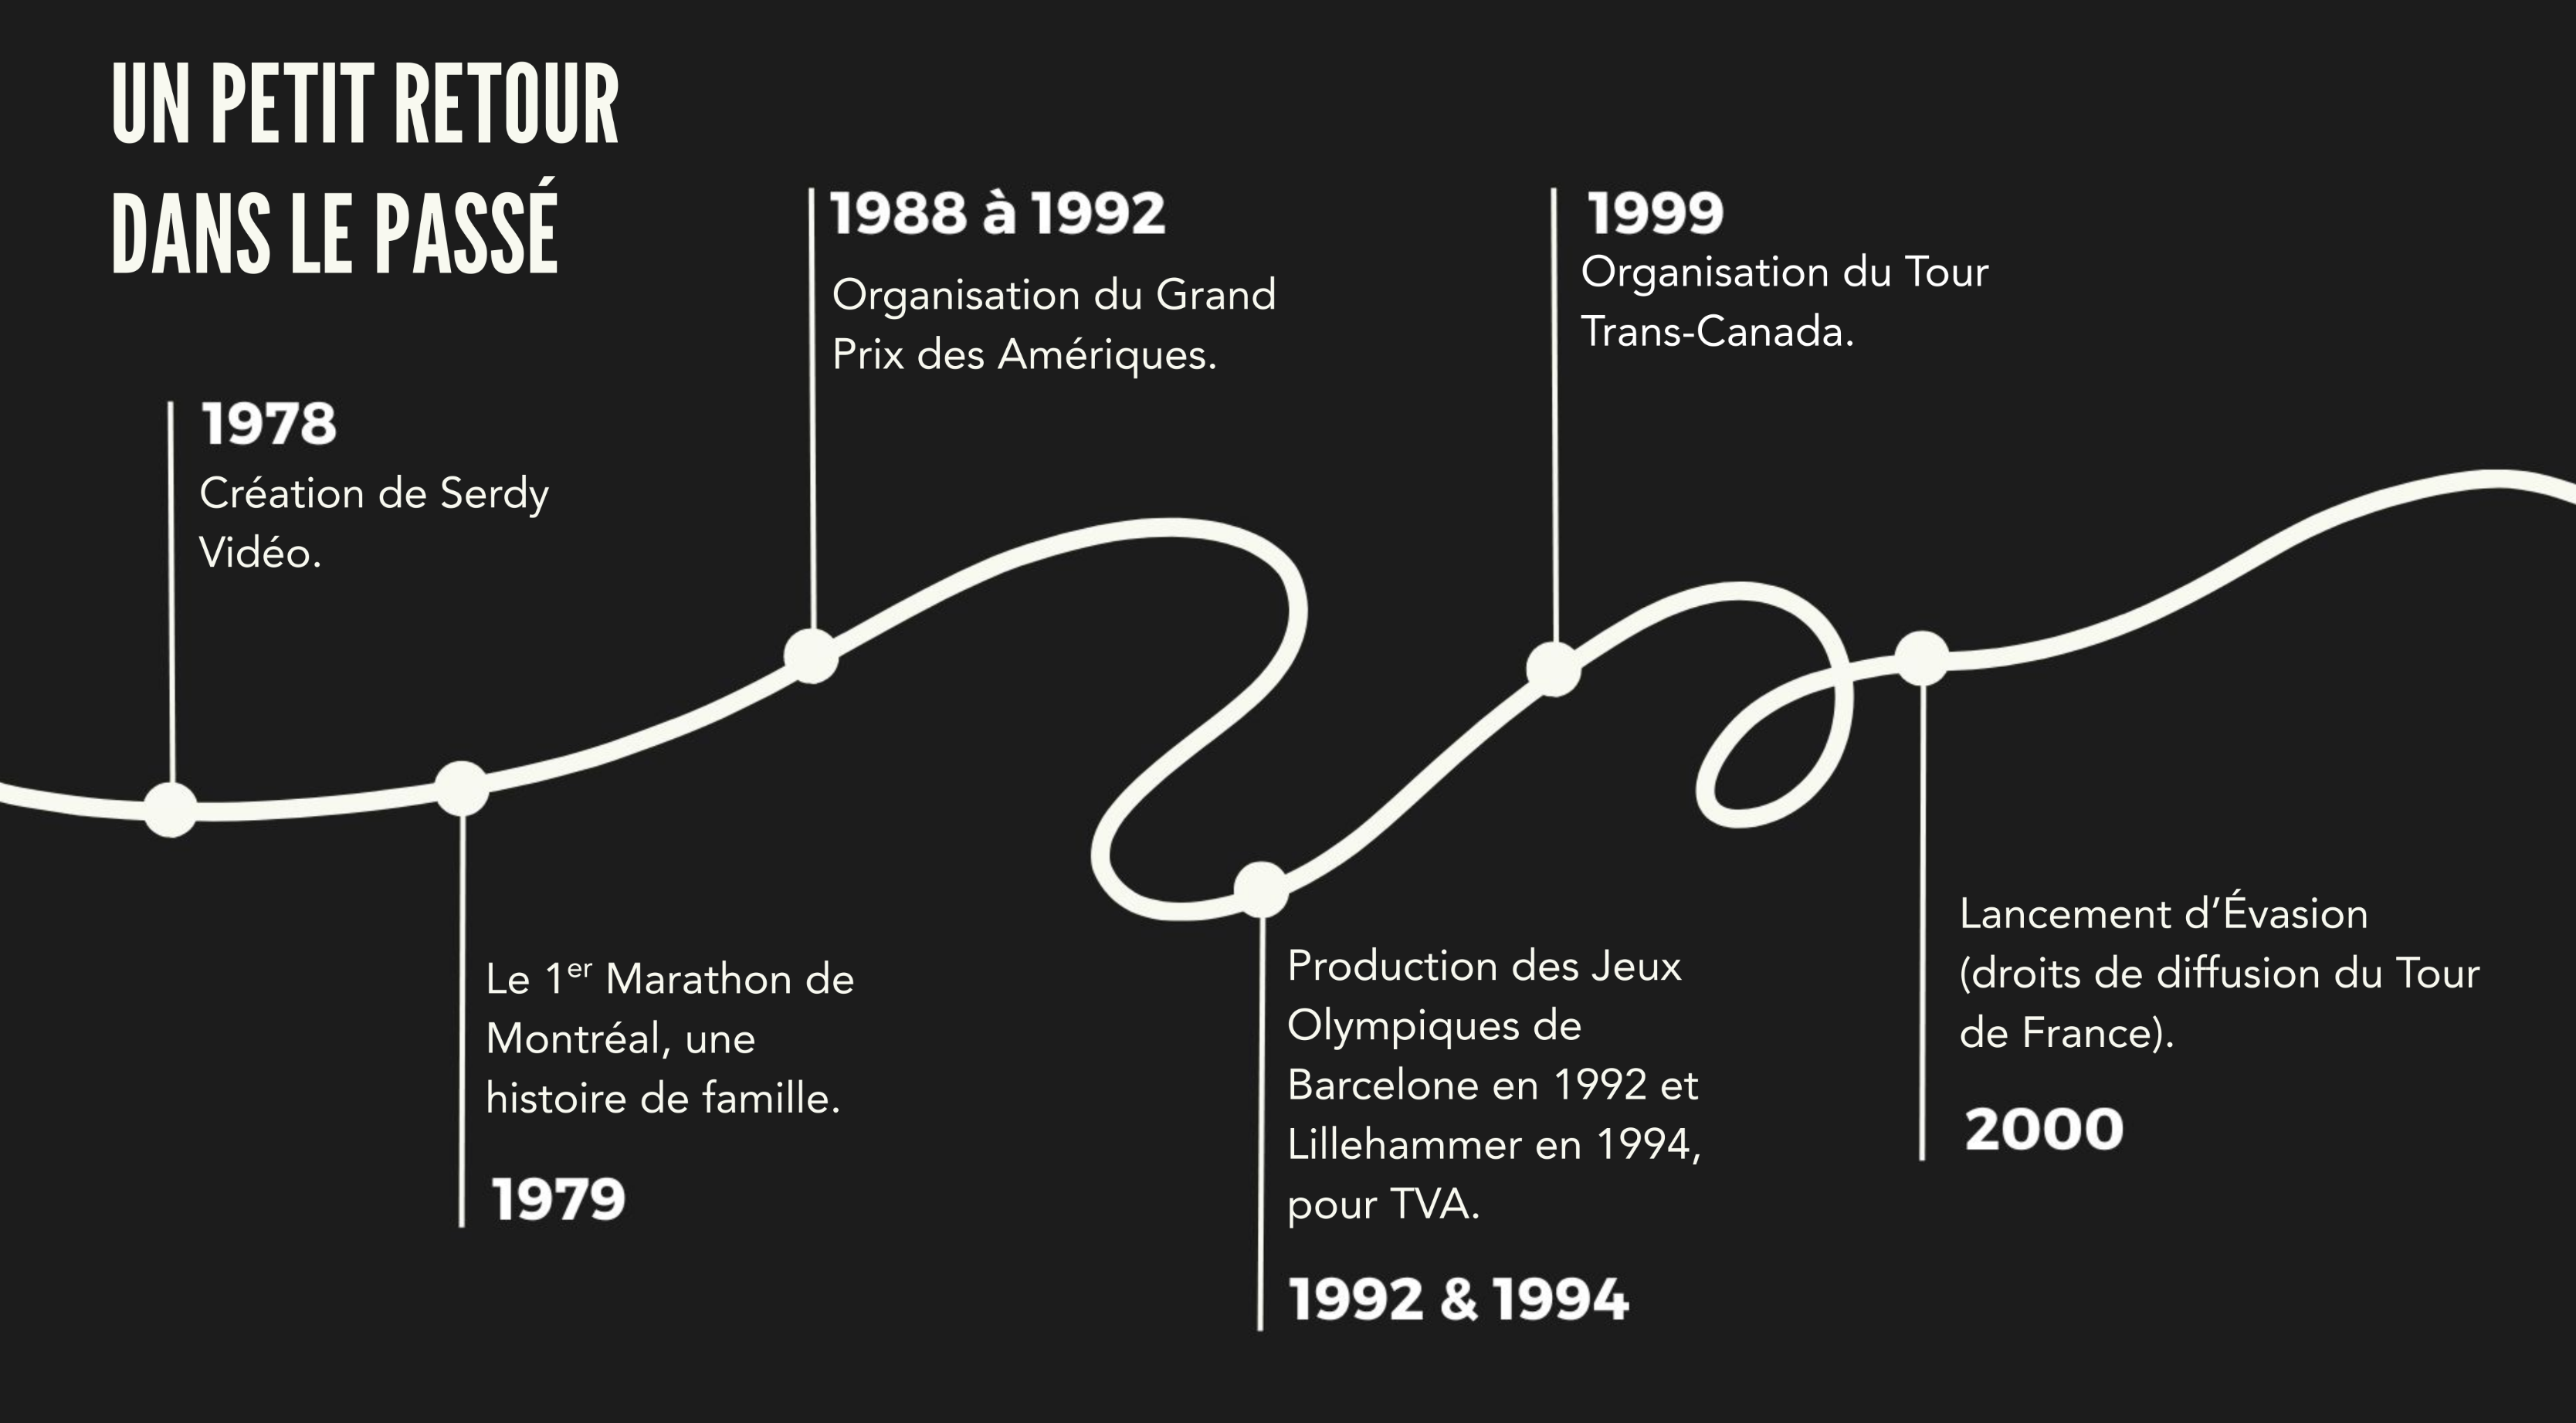 UN PETIT RETOUR
DANS LE PASSÉ
1978
Création de Serdy
Vidéo.
Le 1er Marathon de
Montréal, une
histoire de famille.
1979
1988 à 1992
Organisation du Grand
Prix des Amériques.
Production des Jeux
Olympiques de
Barcelone en 1992 et
Lillehammer en 1994,
pour TVA.
1992 & 1994
1999
Organisation du Tour
Trans-Canada.
Lancement d’Évasion
(droits de diffusion du Tour
de France).
2000